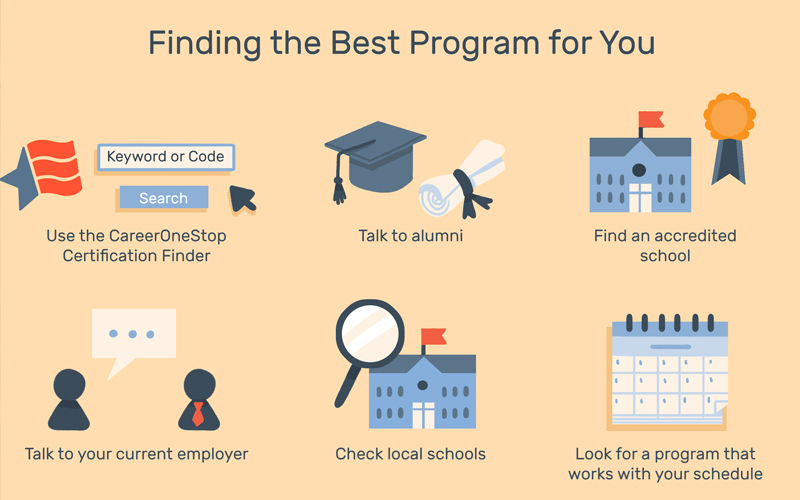 Finding the Best Program for You
Keyword or Code
Search
Use the CareerOneStop
Certification Finder
Talk to alumni
Find an accredited
school
Talk to your current employer
Check local schools
Look for a program that
works with your schedule